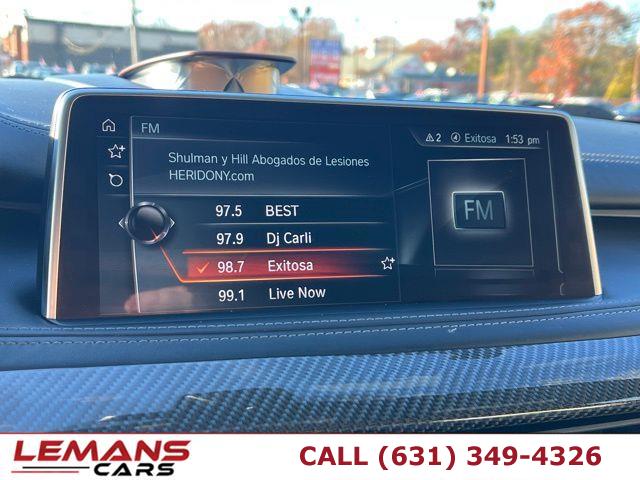 FM
2 Exitosa 1:53 pm
Shulman y Hill Abogados de Lesiones
HERIDONY.com
97.5 BEST
97.9 Dj Carli
98.7 Exitosa
99.1 Live Now
FM
LEMANS
CARS
CALL (631) 349-4326